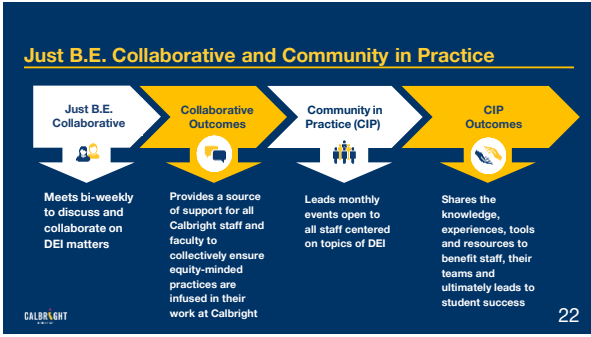 Just B.E. Collaborative and Community in Practice
Just B.E.
Collaborative
Collaborative
Outcomes
Community in
Practice (CIP)
CIP
Outcomes
Meets bi-weekly
to discuss and
collaborate on
DEI matters
Provides a source
of support for all
Calbright staff and
faculty to
collectively ensure
equity-minded
practices are
infused in their
work at Calbright
Leads monthly
events open to
all staff centered
on topics of DEI
Shares the
knowledge,
experiences, tools
and resources to
benefit staff, their
teams and
ultimately leads to
student success
CALBRIGHT
22